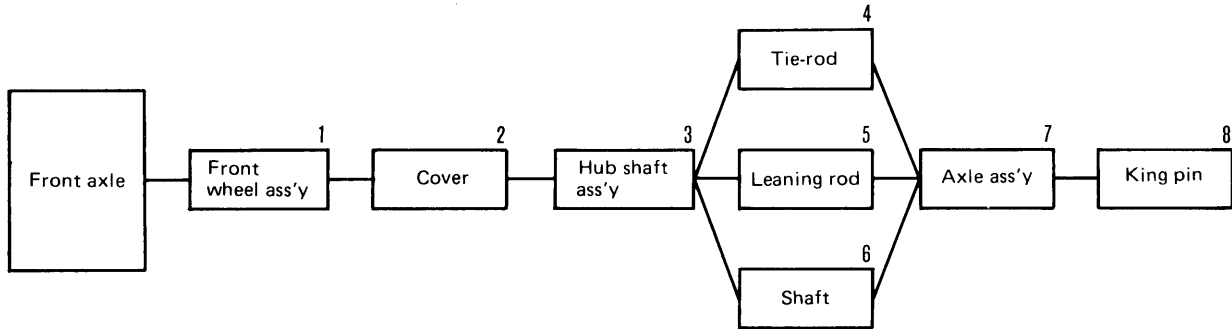 Front axle
1
Front
wheel ass'y
2
Cover
3
Hub shaft
ass'y
4
Tie-rod
5
Leaning rod
6
Shaft
7
Axle ass'y
8
King pin